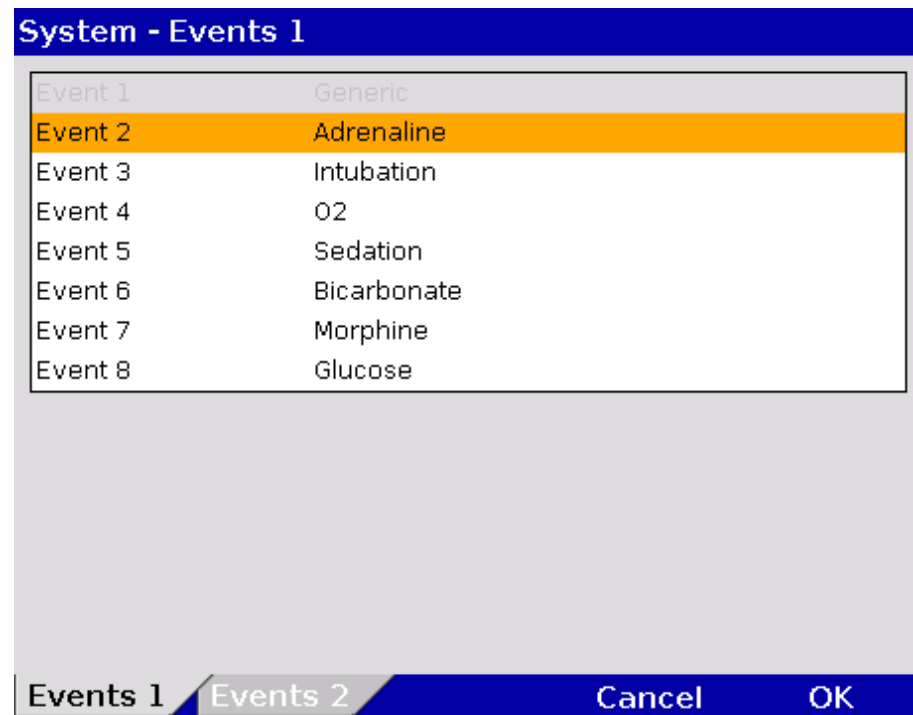 System - Events 1
Event 1 Generic
Event 2 Adrenaline
Event 3 Intubation
Event 4 O2
Event 5 Sedation
Event 6 Bicarbonate
Event 7 Morphine
Event 8 Glucose
Events 1 Events 2 Cancel OK